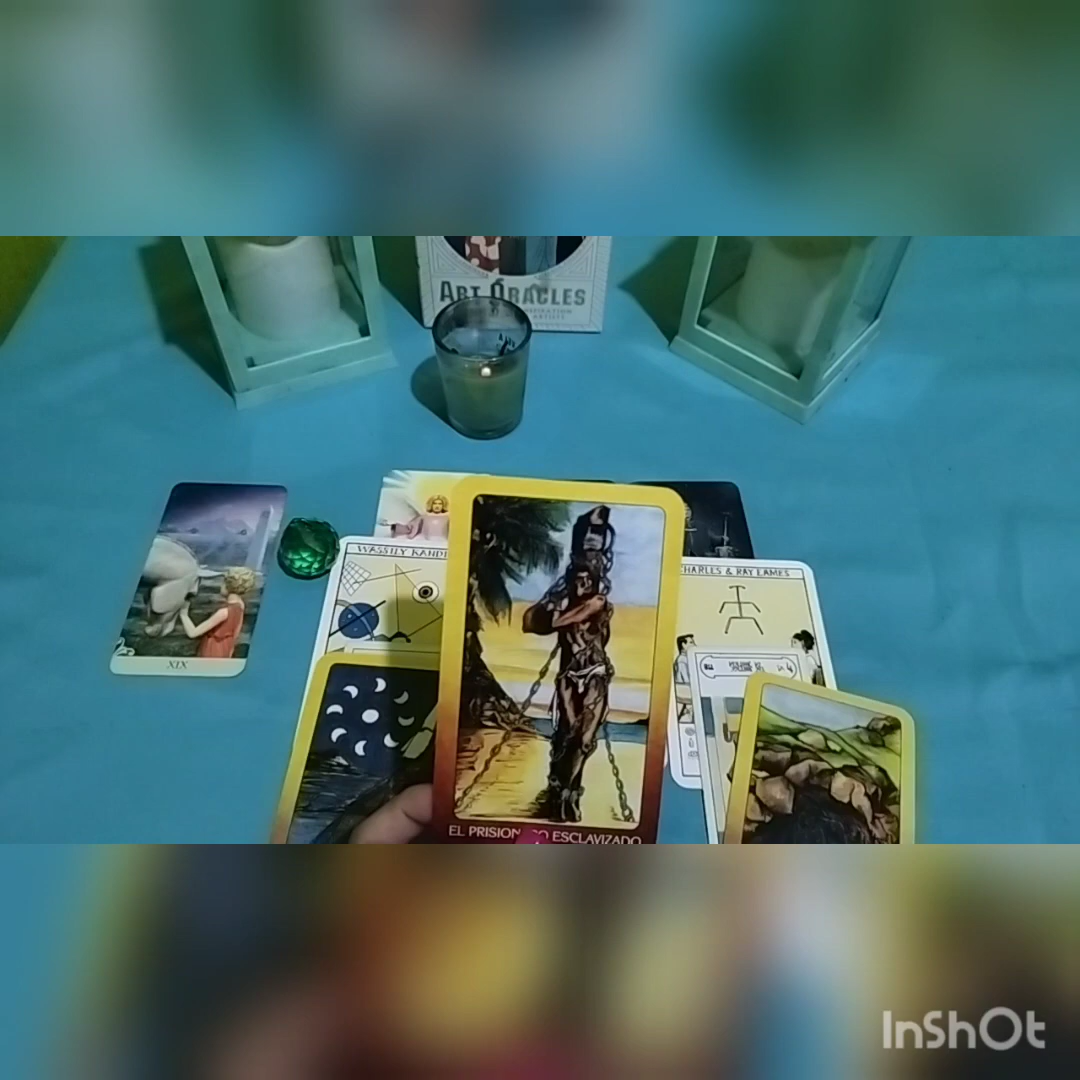 ART ORACLES
WASSILY KANDI
CHARLES & RAY EAMES
XIX
EL PRISION  O ESCLAVIZADO
InShOt